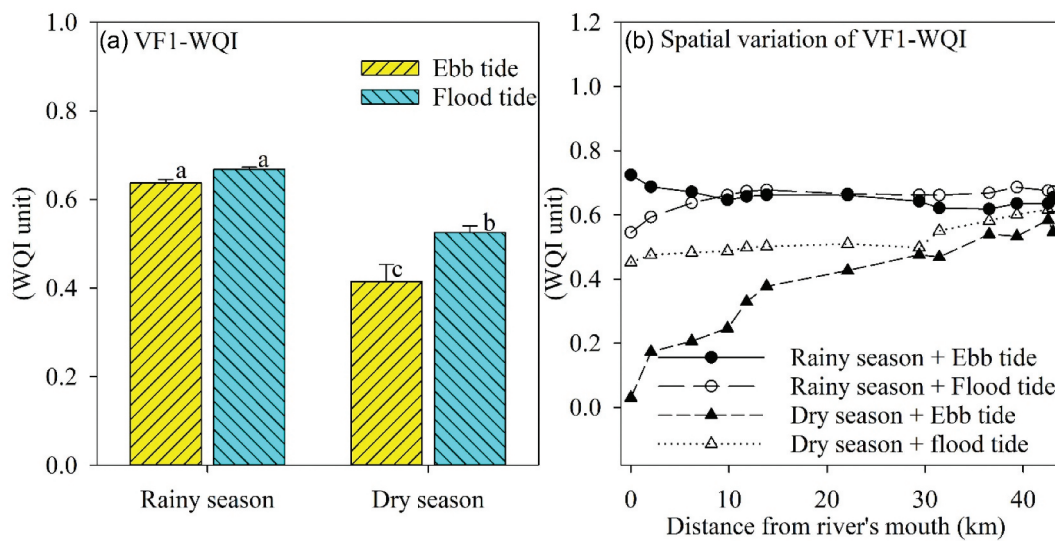 (a) VF1-WQI
Ebb tide
Flood tide
a
a
b
c
1.0
0.8
0.6
0.4
0.2
0.0
(WQI unit)
Rainy season
Dry season
(b) Spatial variation of VF1-WQI
1.2
1.0
0.8
0.6
0.4
0.2
0.0
(WQI unit)
Rainy season + Ebb tide
Rainy season + Flood tide
Dry season + Ebb tide
Dry season + flood tide
0 10 20 30 40
Distance from river's mouth (km)